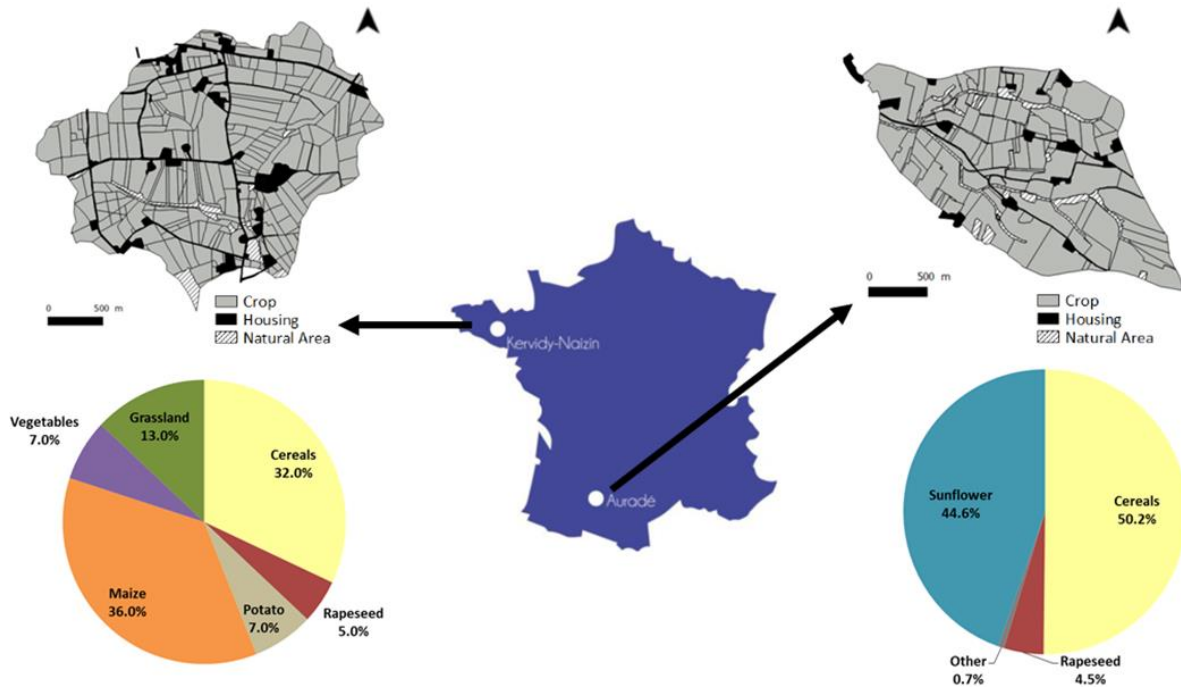 0 500 m
Crop
Housing
Natural Area
0 500 m
Crop
Housing
Natural Area
Kervidy-Naizin
Auradé
Grassland
13.0%
Vegetables
7.0%
Cereals
32.0%
Maize
36.0%
Potato
7.0%
Rapeseed
5.0%
Sunflower
44.6%
Cereals
50.2%
Other
0.7%
Rapeseed
4.5%